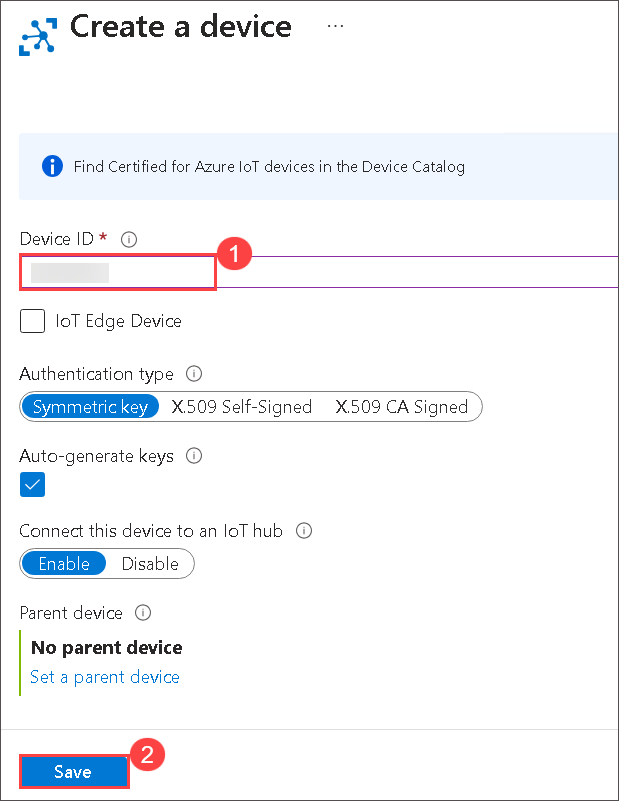 Create a device ...
Find Certified for Azure IoT devices in the Device Catalog
Device ID *
1
IoT Edge Device
Authentication type
Symmetric key X.509 Self-Signed X.509 CA Signed
Auto-generate keys
Connect this device to an IoT hub
Enable Disable
Parent device
No parent device
Set a parent device
2
Save